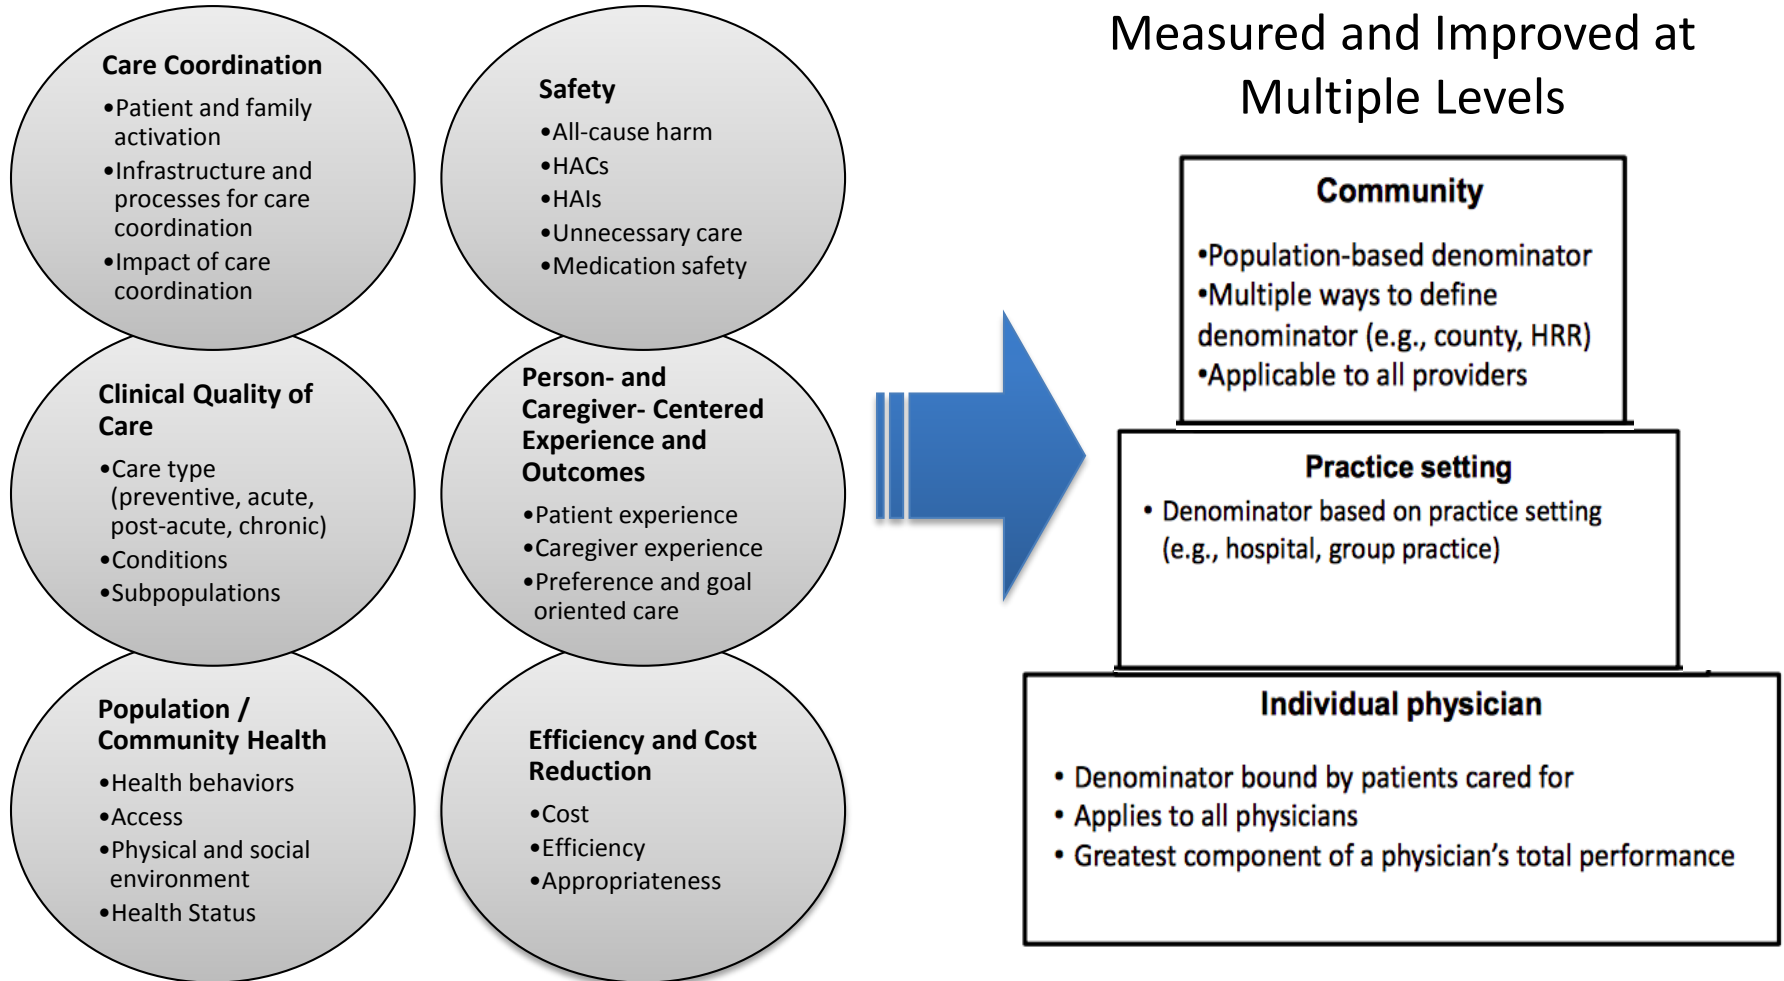 Care Coordination
•Patient and family
activation
•Infrastructure and
processes for care
coordination
•Impact of care
coordination
Safety
•All-cause harm
•HACs
•HAIs
•Unnecessary care
•Medication safety
Clinical Quality of
Care
•Care type
(preventive, acute,
post-acute, chronic)
•Conditions
•Subpopulations
Person- and
Caregiver- Centered
Experience and
Outcomes
•Patient experience
•Caregiver experience
•Preference and goal
oriented care
Population /
Community Health
•Health behaviors
•Access
•Physical and social
environment
•Health Status
Efficiency and Cost
Reduction
•Cost
•Efficiency
•Appropriateness
Measured and Improved at
Multiple Levels
Community
•Population-based denominator
•Multiple ways to define
denominator (e.g., county, HRR)
•Applicable to all providers
Practice setting
• Denominator based on practice setting
(e.g., hospital, group practice)
Individual physician
• Denominator bound by patients cared for
• Applies to all physicians
• Greatest component of a physician’s total performance